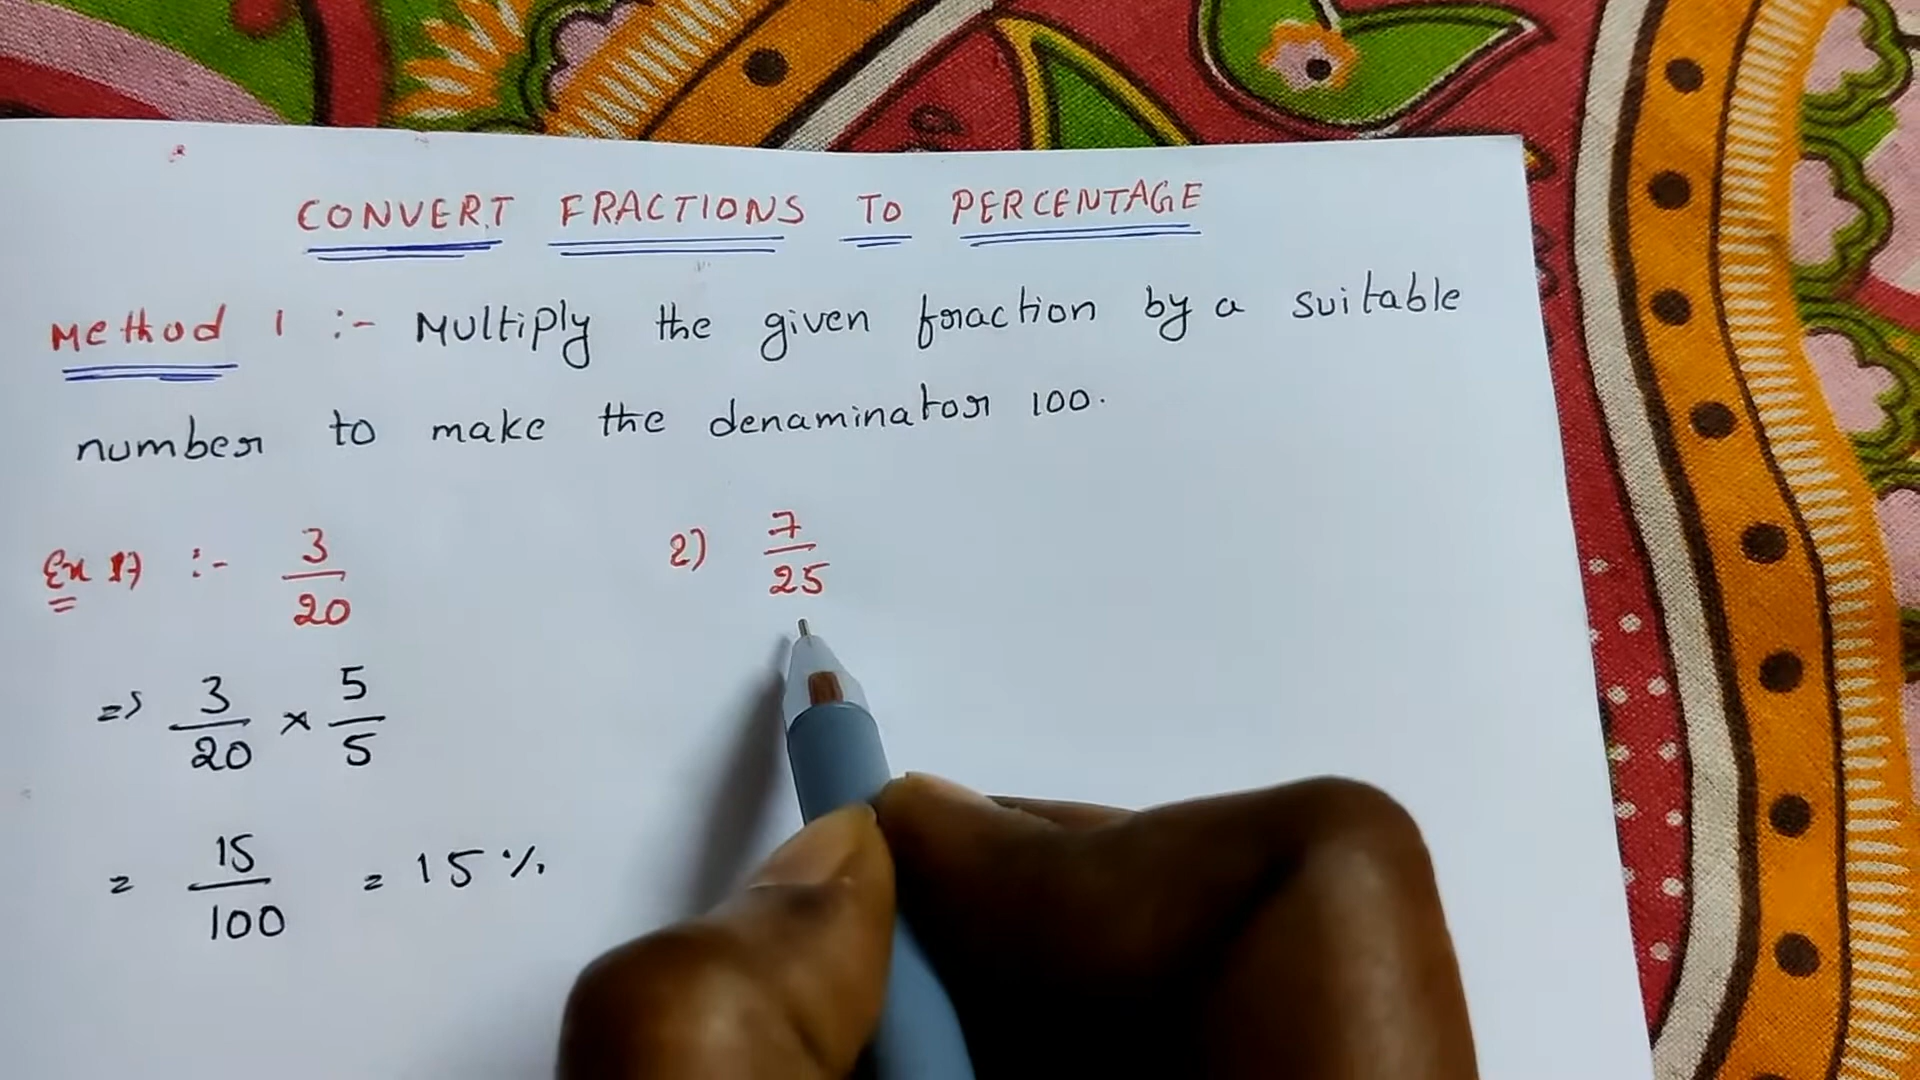 CONVERT FRACTIONS TO PERCENTAGE
Method 1 :- Multiply the given fraction by a suitable
number to make the denaminator 100.
Ex 1) :- 3/20
=> 3/20 × 5/5
= 15/100 = 15%
2) 7/25